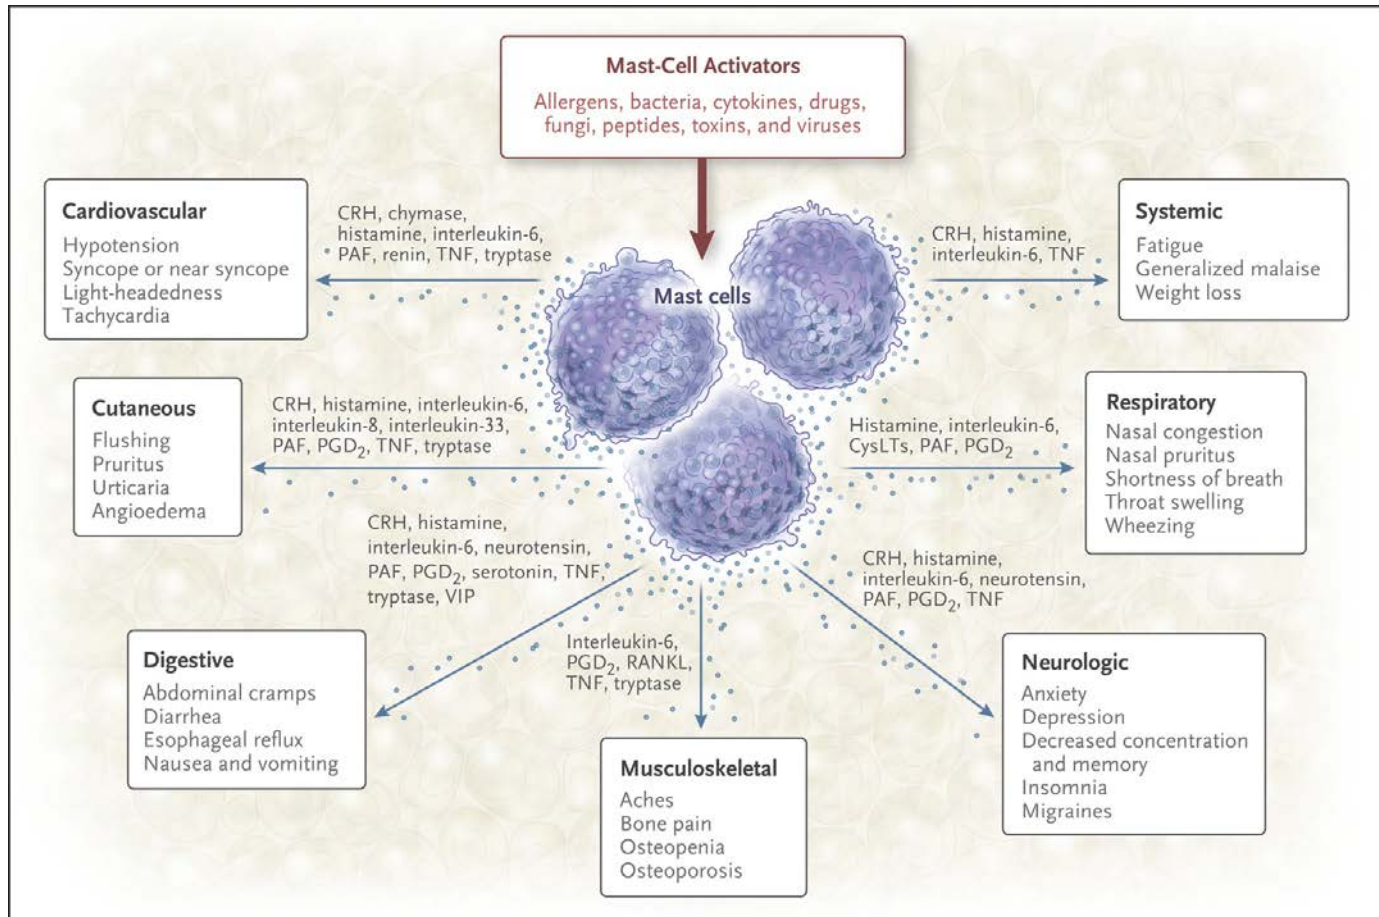 Mast-Cell Activators
Allergens, bacteria, cytokines, drugs,
fungi, peptides, toxins, and viruses
Mast cells
Cardiovascular
Hypotension
Syncope or near syncope
Light-headedness
Tachycardia
CRH, chymase,
histamine, interleukin-6,
PAF, renin, TNF, tryptase
CRH, histamine,
interleukin-6, TNF
Systemic
Fatigue
Generalized malaise
Weight loss
Cutaneous
Flushing
Pruritus
Urticaria
Angioedema
CRH, histamine, interleukin-6,
interleukin-8, interleukin-33,
PAF, PGD₂, TNF, tryptase
Histamine, interleukin-6,
CysLTs, PAF, PGD₂
Respiratory
Nasal congestion
Nasal pruritus
Shortness of breath
Throat swelling
Wheezing
CRH, histamine,
interleukin-6, neurotensin,
PAF, PGD₂, serotonin, TNF,
tryptase, VIP
Digestive
Abdominal cramps
Diarrhea
Esophageal reflux
Nausea and vomiting
Interleukin-6,
PGD₂, RANKL,
TNF, tryptase
Musculoskeletal
Aches
Bone pain
Osteopenia
Osteoporosis
CRH, histamine,
interleukin-6, neurotensin,
PAF, PGD₂, TNF
Neurologic
Anxiety
Depression
Decreased concentration
and memory
Insomnia
Migraines